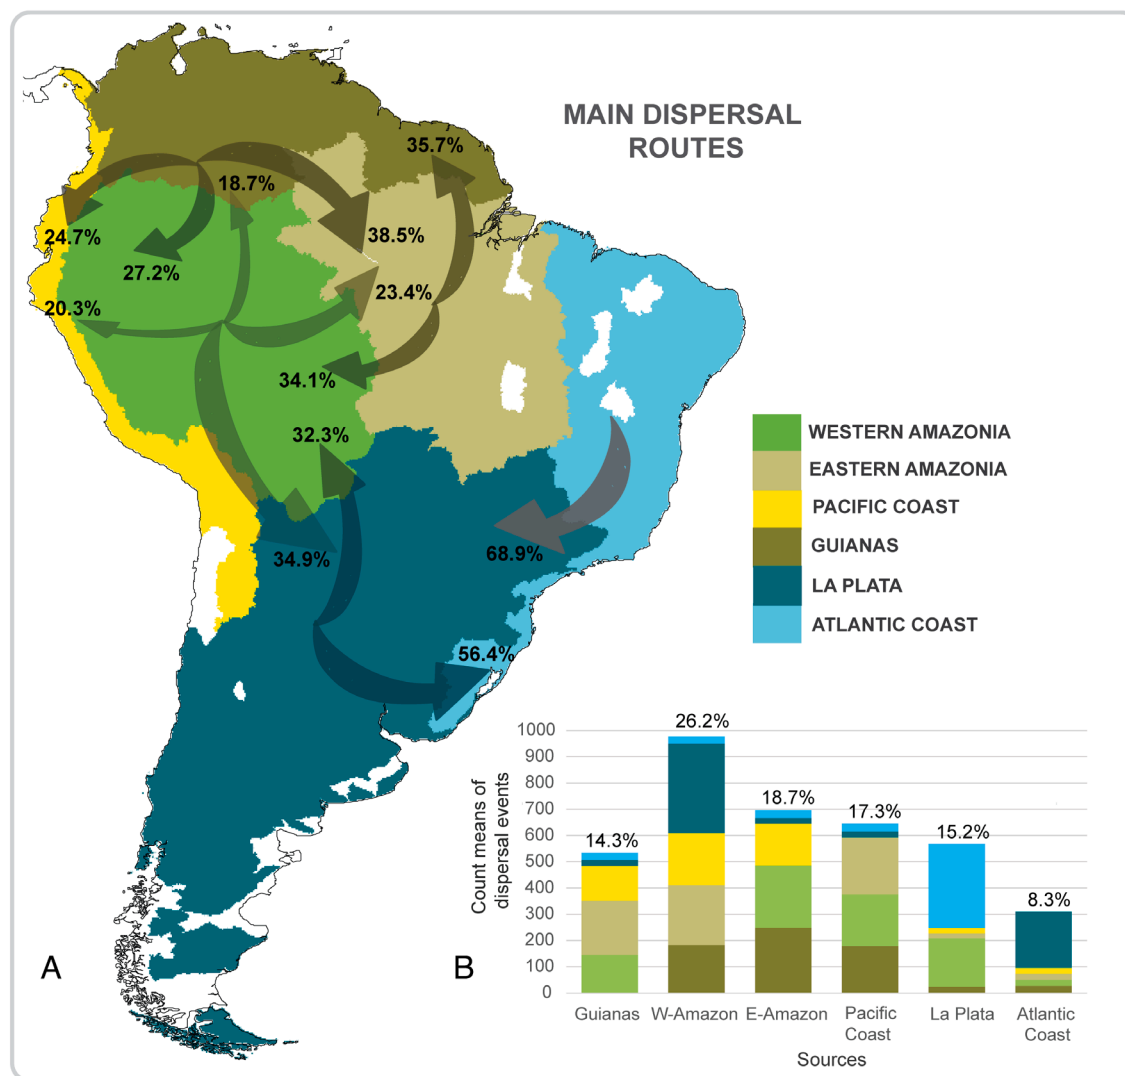 MAIN DISPERSAL
ROUTES
35.7%
18.7%
24.7%
38.5%
27.2%
23.4%
20.3%
34.1%
32.3%
34.9%
68.9%
56.4%
WESTERN AMAZONIA
EASTERN AMAZONIA
PACIFIC COAST
GUIANAS
LA PLATA
ATLANTIC COAST
A
B
Count means of
dispersal events
1000
900
800
700
600
500
400
300
200
100
0
14.3%
26.2%
18.7%
17.3%
15.2%
8.3%
Guianas
W-Amazon
E-Amazon
Pacific
Coast
La Plata
Atlantic
Coast
Sources